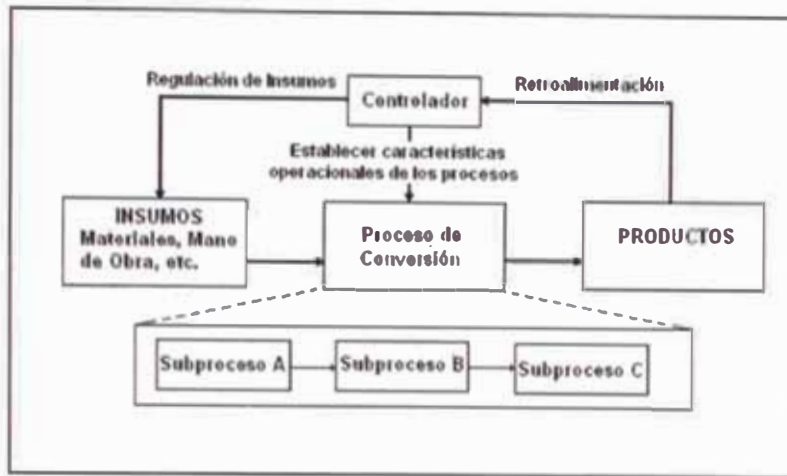 Regulación de Insumos
Controlador
Retroalimentación
Establecer características
operacionales de los procesos
INSUMOS
Materiales, Mano
de Obra, etc.
Proceso de
Conversión
PRODUCTOS
Subproceso A
Subproceso B
Subproceso C